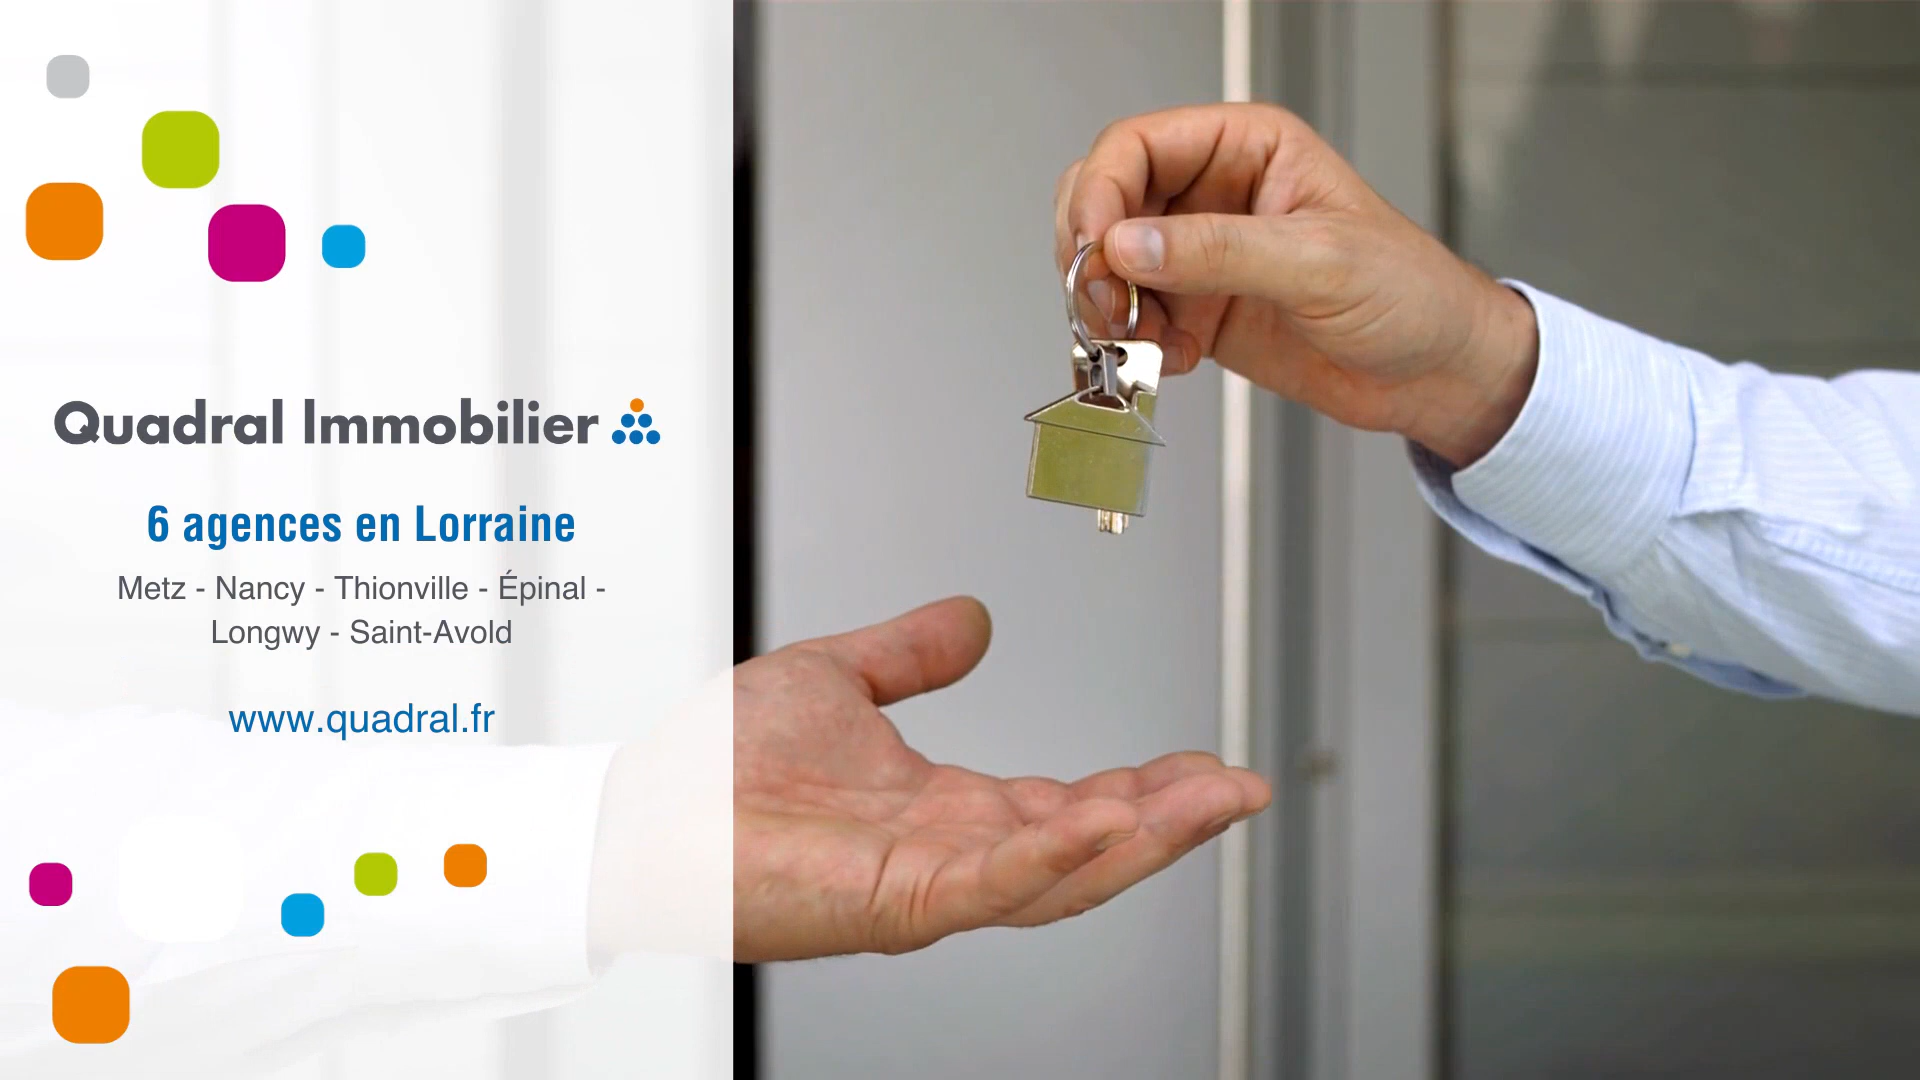 Quadral Immobilier
6 agences en Lorraine
Metz - Nancy - Thionville - Épinal -
Longwy - Saint-Avold
www.quadral.fr